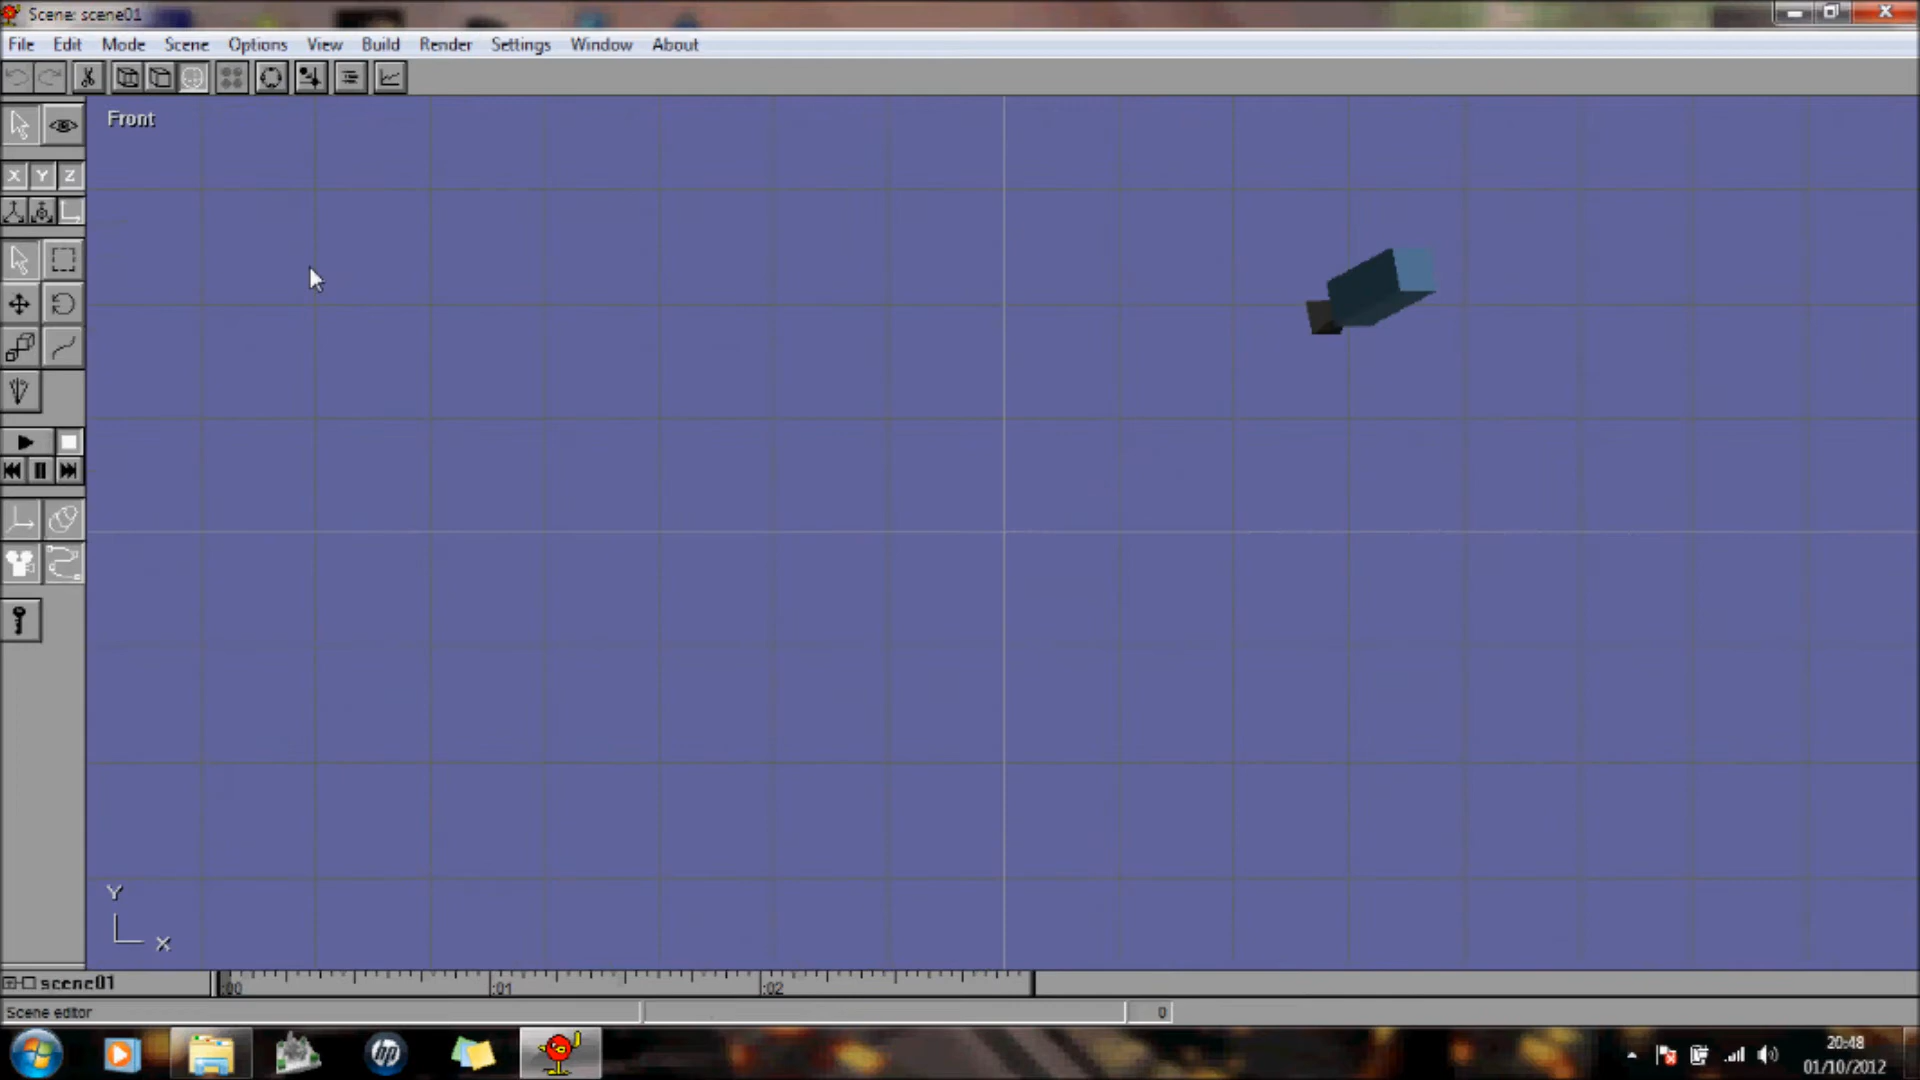 Scene: scene01
File Edit Mode Scene Options View Build Render Settings Window About
Front
X Y Z
Y
X
scene01
:00 :01 :02
Scene editor
0
hp
20:48
01/10/2012